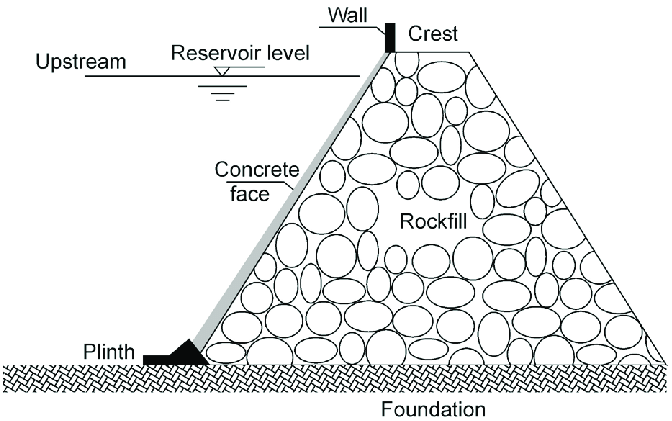 Wall
Crest
Reservoir level
Upstream
Concrete
face
Rockfill
Plinth
Foundation